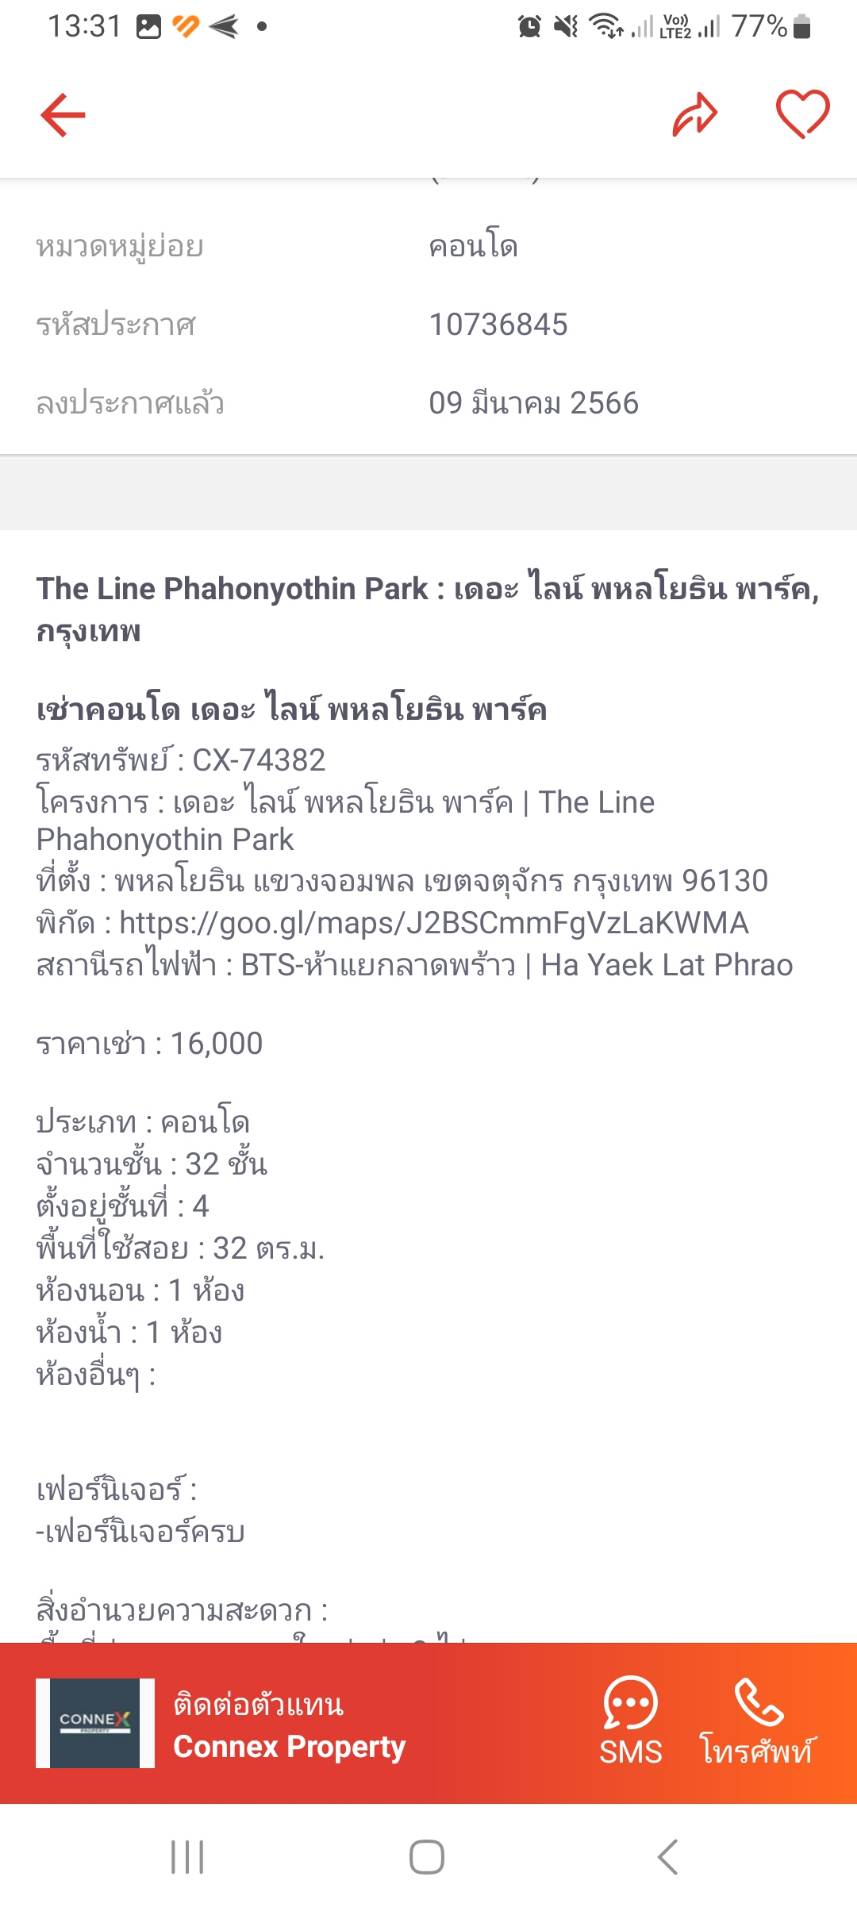 13:31
Vo))
LTE2
77%
หมวดหมู่ย่อย คอนโด
รหัสประกาศ 10736845
ลงประกาศแล้ว 09 มีนาคม 2566
The Line Phahonyothin Park : เดอะ ไลน์ พหลโยธิน พาร์ค,
กรุงเทพ
เช่าคอนโด เดอะ ไลน์ พหลโยธิน พาร์ค
รหัสทรัพย์ : CX-74382
โครงการ : เดอะ ไลน์ พหลโยธิน พาร์ค | The Line
Phahonyothin Park
ที่ตั้ง : พหลโยธิน แขวงจอมพล เขตจตุจักร กรุงเทพ 96130
พิกัด : https://goo.gl/maps/J2BSCmmFgVzLaKWMA
สถานีรถไฟฟ้า : BTS-ห้าแยกลาดพร้าว | Ha Yaek Lat Phrao
ราคาเช่า : 16,000
ประเภท : คอนโด
จำนวนชั้น : 32 ชั้น
ตั้งอยู่ชั้นที่ : 4
พื้นที่ใช้สอย : 32 ตร.ม.
ห้องนอน : 1 ห้อง
ห้องน้ำ : 1 ห้อง
ห้องอื่นๆ :
เฟอร์นิเจอร์ :
-เฟอร์นิเจอร์ครบ
สิ่งอำนวยความสะดวก :
CONNEX
PROPERTY
ติดต่อตัวแทน
Connex Property
SMS
โทรศัพท์